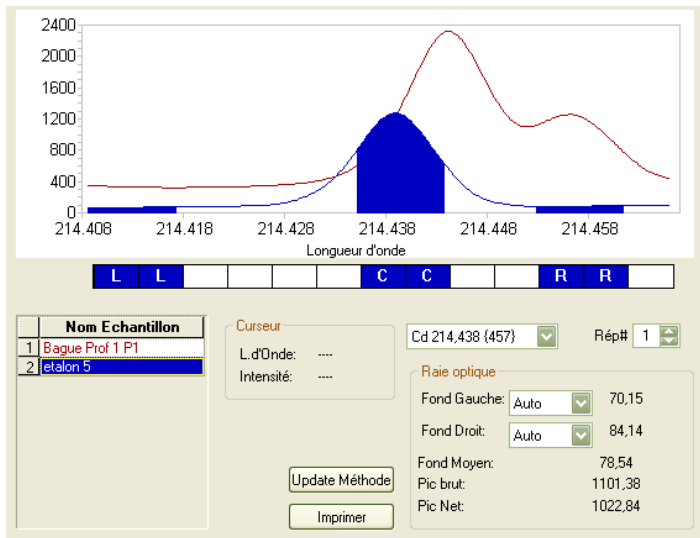 2400
2000
1600
1200
800
400
0
214.408 214.418 214.428 214.438 214.448 214.458
Longueur d'onde
L L C C R R
Nom Echantillon
1 Bague Prof 1 P1
2 etalon 5
Curseur
L.d'Onde: ----
Intensité: ----
Cd 214,438 {457}
Rép# 1
Raie optique
Fond Gauche: Auto 70,15
Fond Droit: Auto 84,14
Fond Moyen: 78,54
Pic brut: 1101,38
Pic Net: 1022,84
Update Méthode
Imprimer